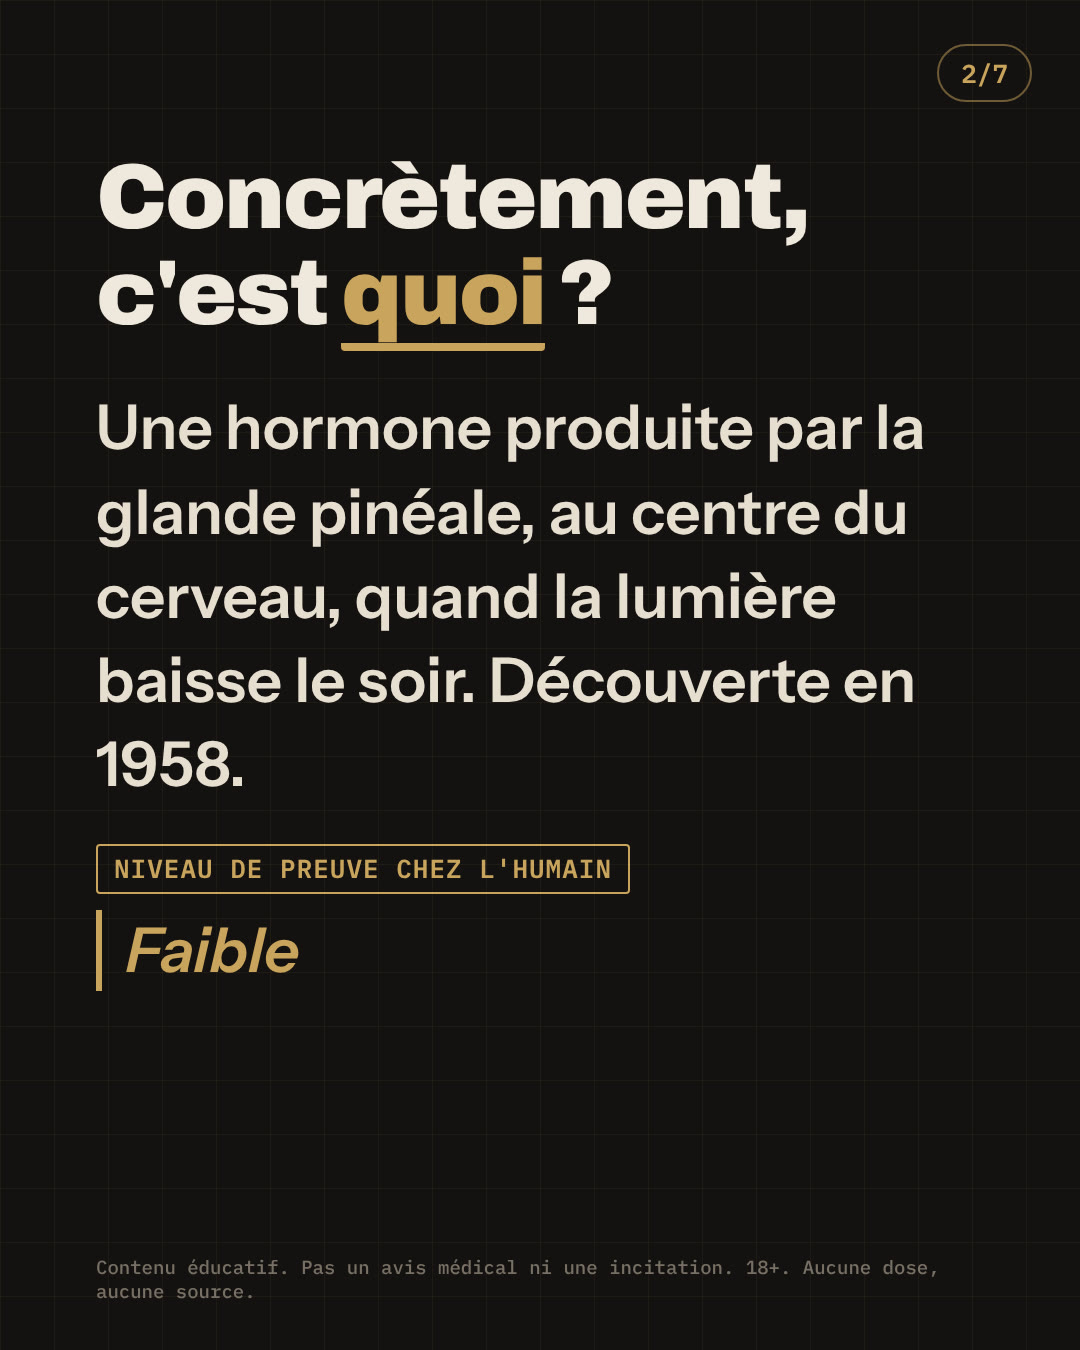 2/7
Concrètement,
c'est quoi ?
Une hormone produite par la
glande pinéale, au centre du
cerveau, quand la lumière
baisse le soir. Découverte en
1958.
NIVEAU DE PREUVE CHEZ L'HUMAIN
Faible
Contenu éducatif. Pas un avis médical ni une incitation. 18+. Aucune dose,
aucune source.